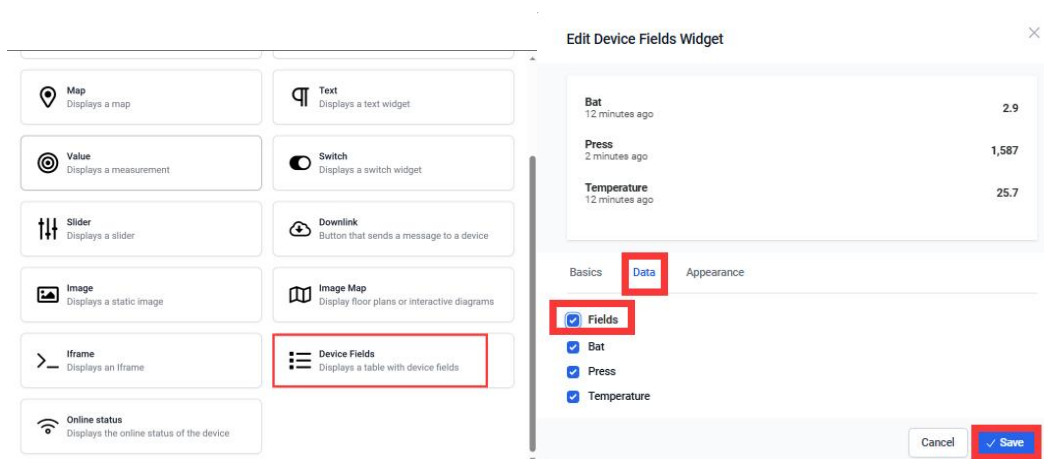 Map
Displays a map
Text
Displays a text widget
Value
Displays a measurement
Switch
Displays a switch widget
Slider
Displays a slider
Downlink
Button that sends a message to a device
Image
Displays a static image
Image Map
Display floor plans or interactive diagrams
Iframe
Displays an Iframe
Device Fields
Displays a table with device fields
Online status
Displays the online status of the device
Edit Device Fields Widget
Bat
12 minutes ago
2.9
Press
2 minutes ago
1,587
Temperature
12 minutes ago
25.7
Basics Data Appearance
Fields
Bat
Press
Temperature
Cancel Save